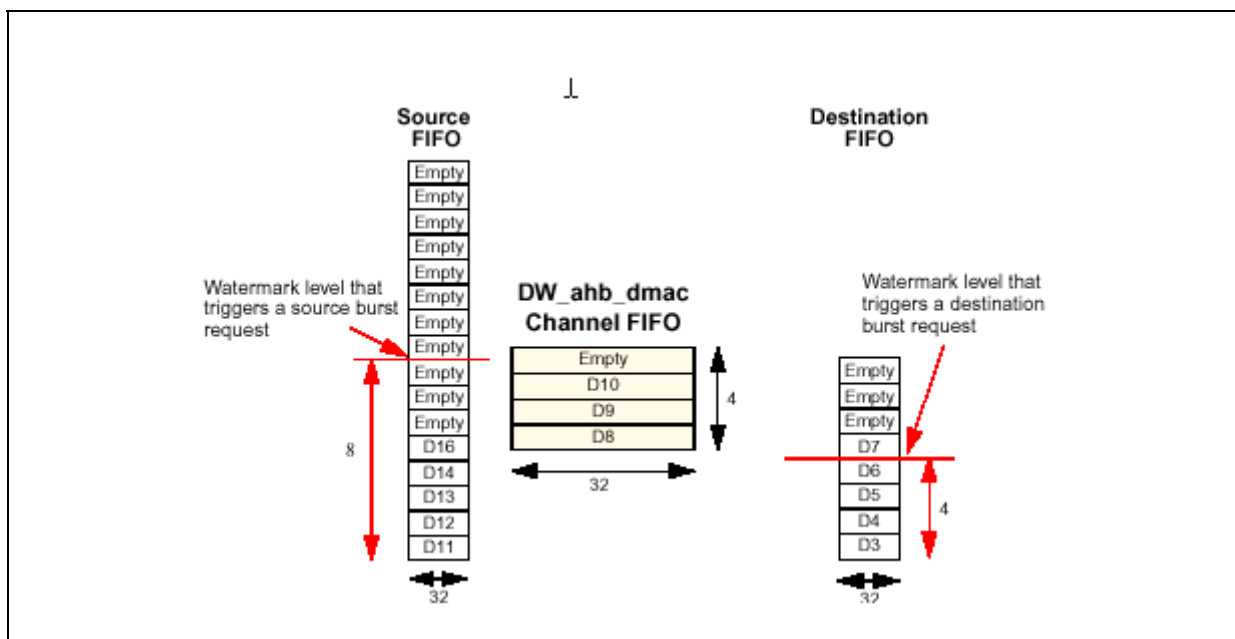 Source
FIFO
Empty
Empty
Empty
Empty
Empty
Empty
Empty
Empty
Empty
Empty
Empty
D16
D14
D13
D12
D11
32
Watermark level that
triggers a source burst
request
8
DW_ahb_dmac
Channel FIFO
Empty
D10
D9
D8
4
32
Destination
FIFO
Watermark level that
triggers a destination
burst request
Empty
Empty
Empty
D7
D6
D5
D4
D3
4
32